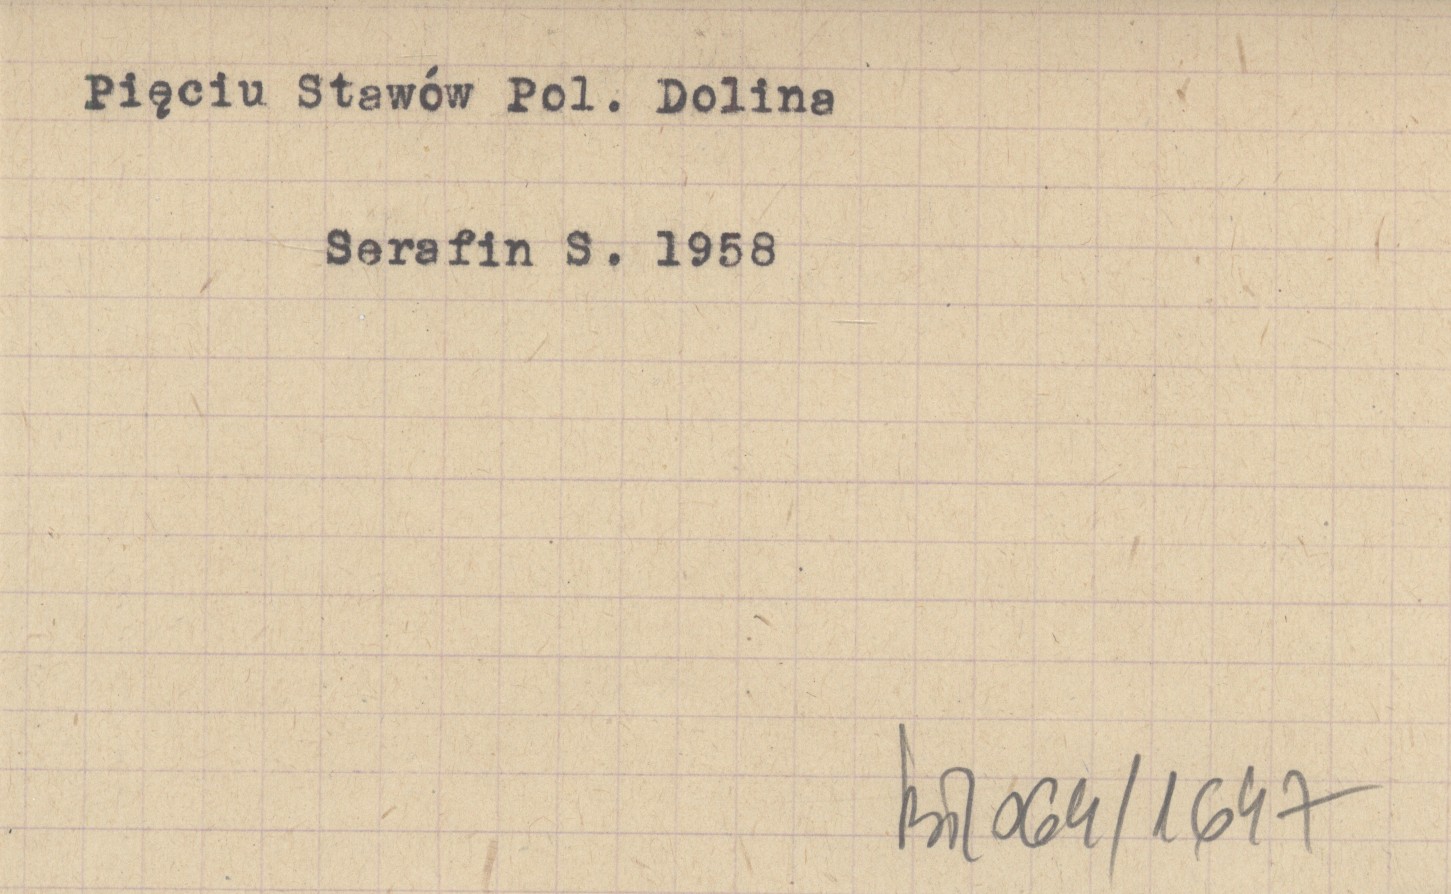 Pięciu Stawów Pol. Dolina
Serafin S. 1958
064/1647